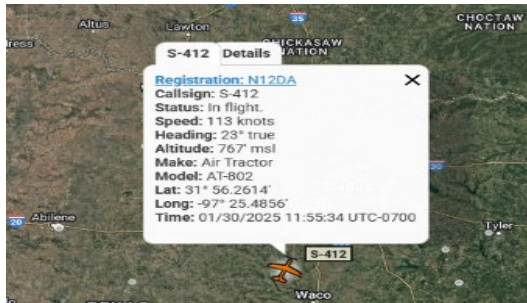 Altus
Lawton
35
CHOCTAW
NATION
CHICKASAW
NATION
S-412 Details
Registration: N12DA
Callsign: S-412
Status: In flight.
Speed: 113 knots
Heading: 23° true
Altitude: 767' msl
Make: Air Tractor
Model: AT-802
Lat: 31° 56.2614'
Long: -97° 25.4856'
Time: 01/30/2025 11:55:34 UTC-0700
30
20
Abilene
Tyler
S-412
Waco